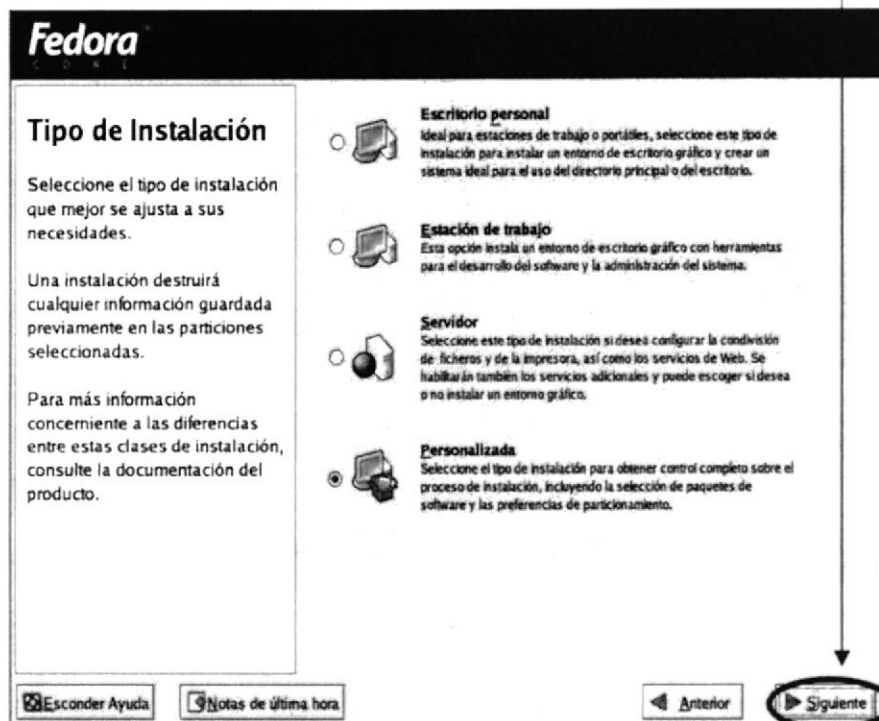 Fedora
CORE
Tipo de Instalación
Seleccione el tipo de instalación
que mejor se ajusta a sus
necesidades.
Una instalación destruirá
cualquier información guardada
previamente en las particiones
seleccionadas.
Para más información
concerniente a las diferencias
entre estas clases de instalación,
consulte la documentación del
producto.
Escritorio personal
Ideal para estaciones de trabajo o portátiles, seleccione este tipo de
instalación para instalar un entorno de escritorio gráfico y crear un
sistema ideal para el uso del directorio principal o del escritorio.
Estación de trabajo
Esta opción instala un entorno de escritorio gráfico con herramientas
para el desarrollo del software y la administración del sistema.
Servidor
Seleccione este tipo de instalación si desea configurar la condivisión
de ficheros y de la impresora, así como los servicios de Web. Se
habilitarán también los servicios adicionales y puede escoger si desea
o no instalar un entorno gráfico.
Personalizada
Seleccione el tipo de instalación para obtener control completo sobre el
proceso de instalación, incluyendo la selección de paquetes de
software y las preferencias de particionamiento.
Esconder Ayuda
Notas de última hora
Anterior
Siguiente